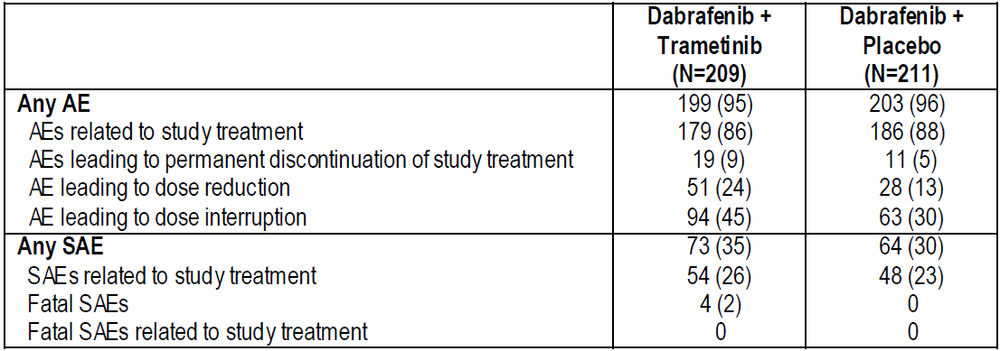 Dabrafenib + Trametinib (N=209) Dabrafenib + Placebo (N=211)
Any AE 199 (95) 203 (96)
AEs related to study treatment 179 (86) 186 (88)
AEs leading to permanent discontinuation of study treatment 19 (9) 11 (5)
AE leading to dose reduction 51 (24) 28 (13)
AE leading to dose interruption 94 (45) 63 (30)
Any SAE 73 (35) 64 (30)
SAEs related to study treatment 54 (26) 48 (23)
Fatal SAEs 4 (2) 0
Fatal SAEs related to study treatment 0 0